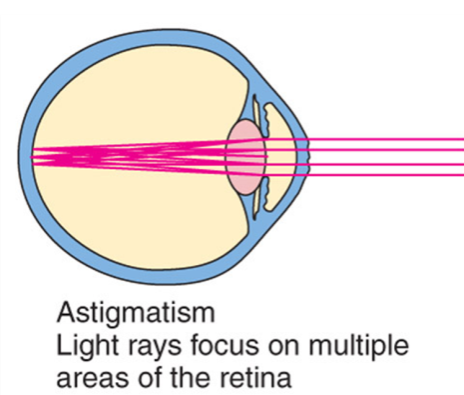 Astigmatism
Light rays focus on multiple
areas of the retina